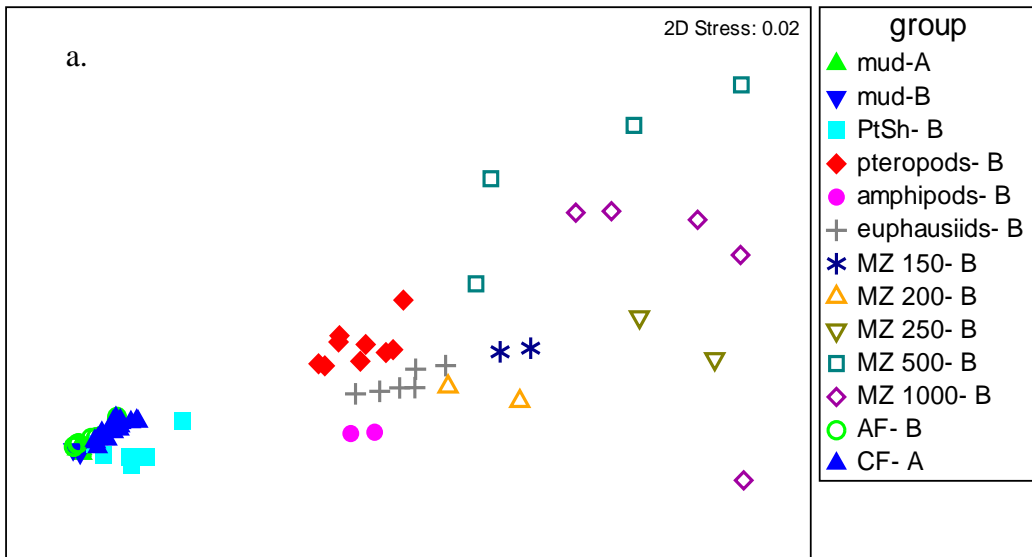 a.
2D Stress: 0.02
group
mud-A
mud-B
PtSh- B
pteropods- B
amphipods- B
euphausiids- B
MZ 150- B
MZ 200- B
MZ 250- B
MZ 500- B
MZ 1000- B
AF- B
CF- A